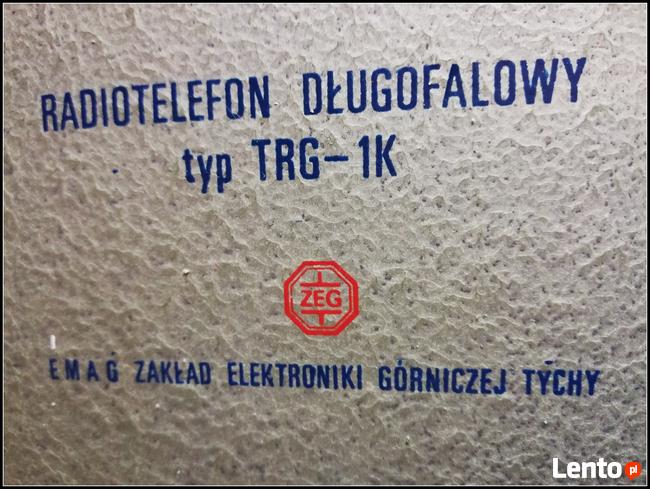 RADIOTELEFON DŁUGOFALOWY
typ TRG-1K
ZEG
EMAG ZAKŁAD ELEKTRONIKI GÓRNICZEJ TYCHY
Lento.pl